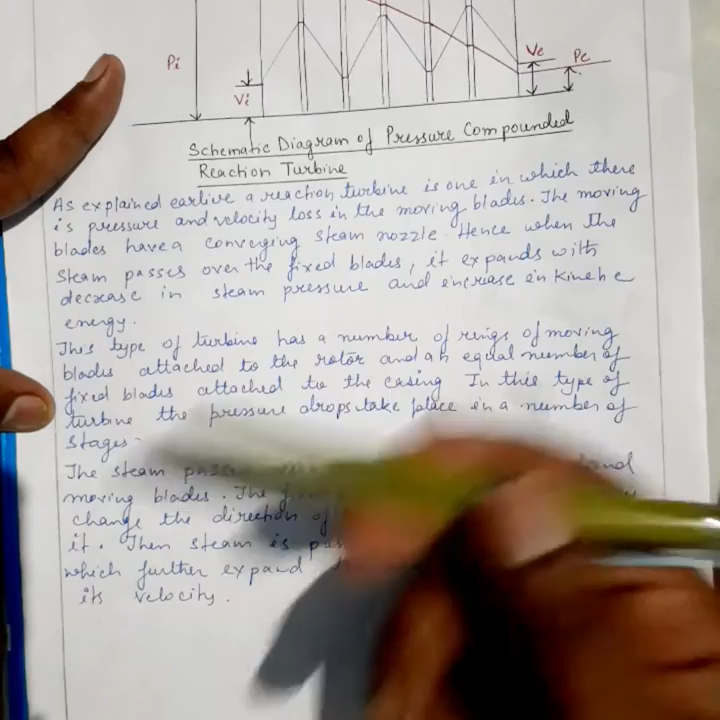 Pi
Vi
Ve
Pe
Schematic Diagram of Pressure Compounded
Reaction Turbine
As explained earlive a reaction turbine is one in which there
is pressure and velocity loss in the moving blades. The moving
blades have a converging steam nozzle. Hence when the
steam passes over the fixed blades, it expands with
decrease in steam pressure and increase in kinetic
energy.
This type of turbine has a number of rings of moving
blades attached to the rotor and an equal number of
fixed blades attached to the casing In this type of
turbine the pressure drops take place in a number of
stages.
The steam
moving blades. The
change the direction of
it. Then steam is
which further expand
its velocity.